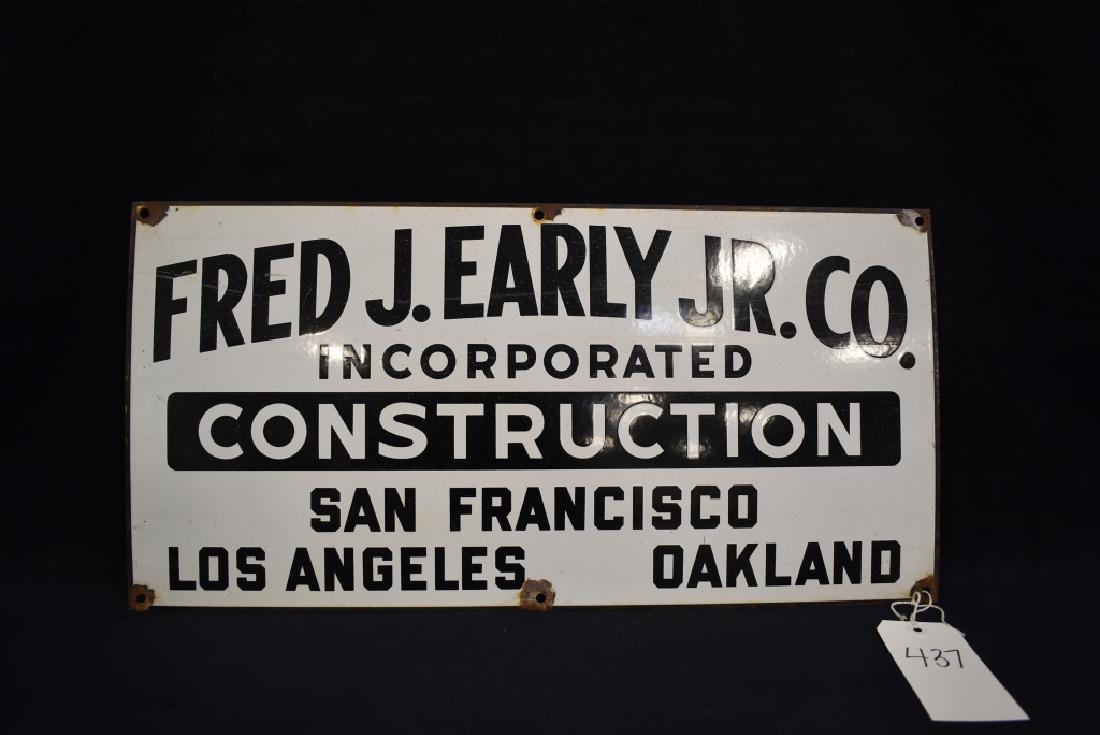 FRED J. EARLY JR. CO.
INCORPORATED
CONSTRUCTION
SAN FRANCISCO
LOS ANGELES OAKLAND
437